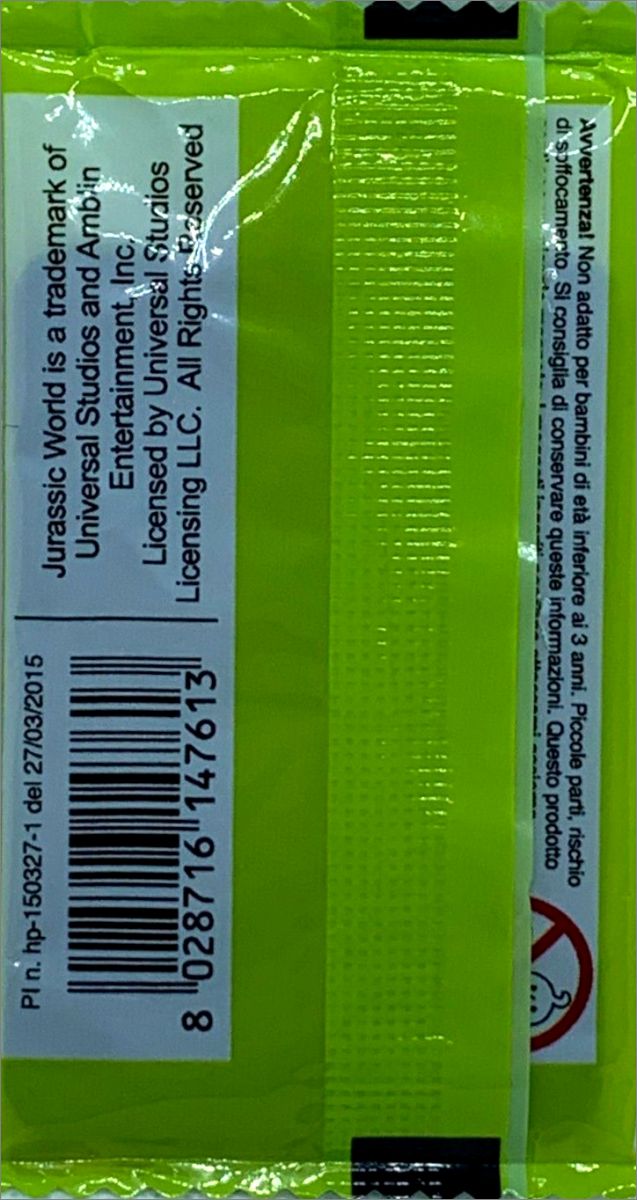 Jurassic World is a trademark of
Universal Studios and Amblin
Entertainment, Inc.
Licensed by Universal Studios
Licensing LLC. All Rights Reserved
PI n. hp-150327-1 del 27/03/2015
8 028716 147613
Avvertenza! Non adatto per bambini di età inferiore ai 3 anni. Piccole parti, rischio
di soffocamento. Si consiglia di conservare queste informazioni. Questo prodotto